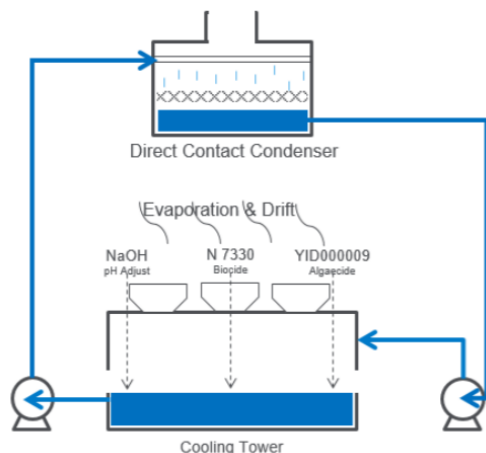 Direct Contact Condenser
Evaporation & Drift
NaOH
pH Adjust
N 7330
Biocide
YID000009
Algaecide
Cooling Tower